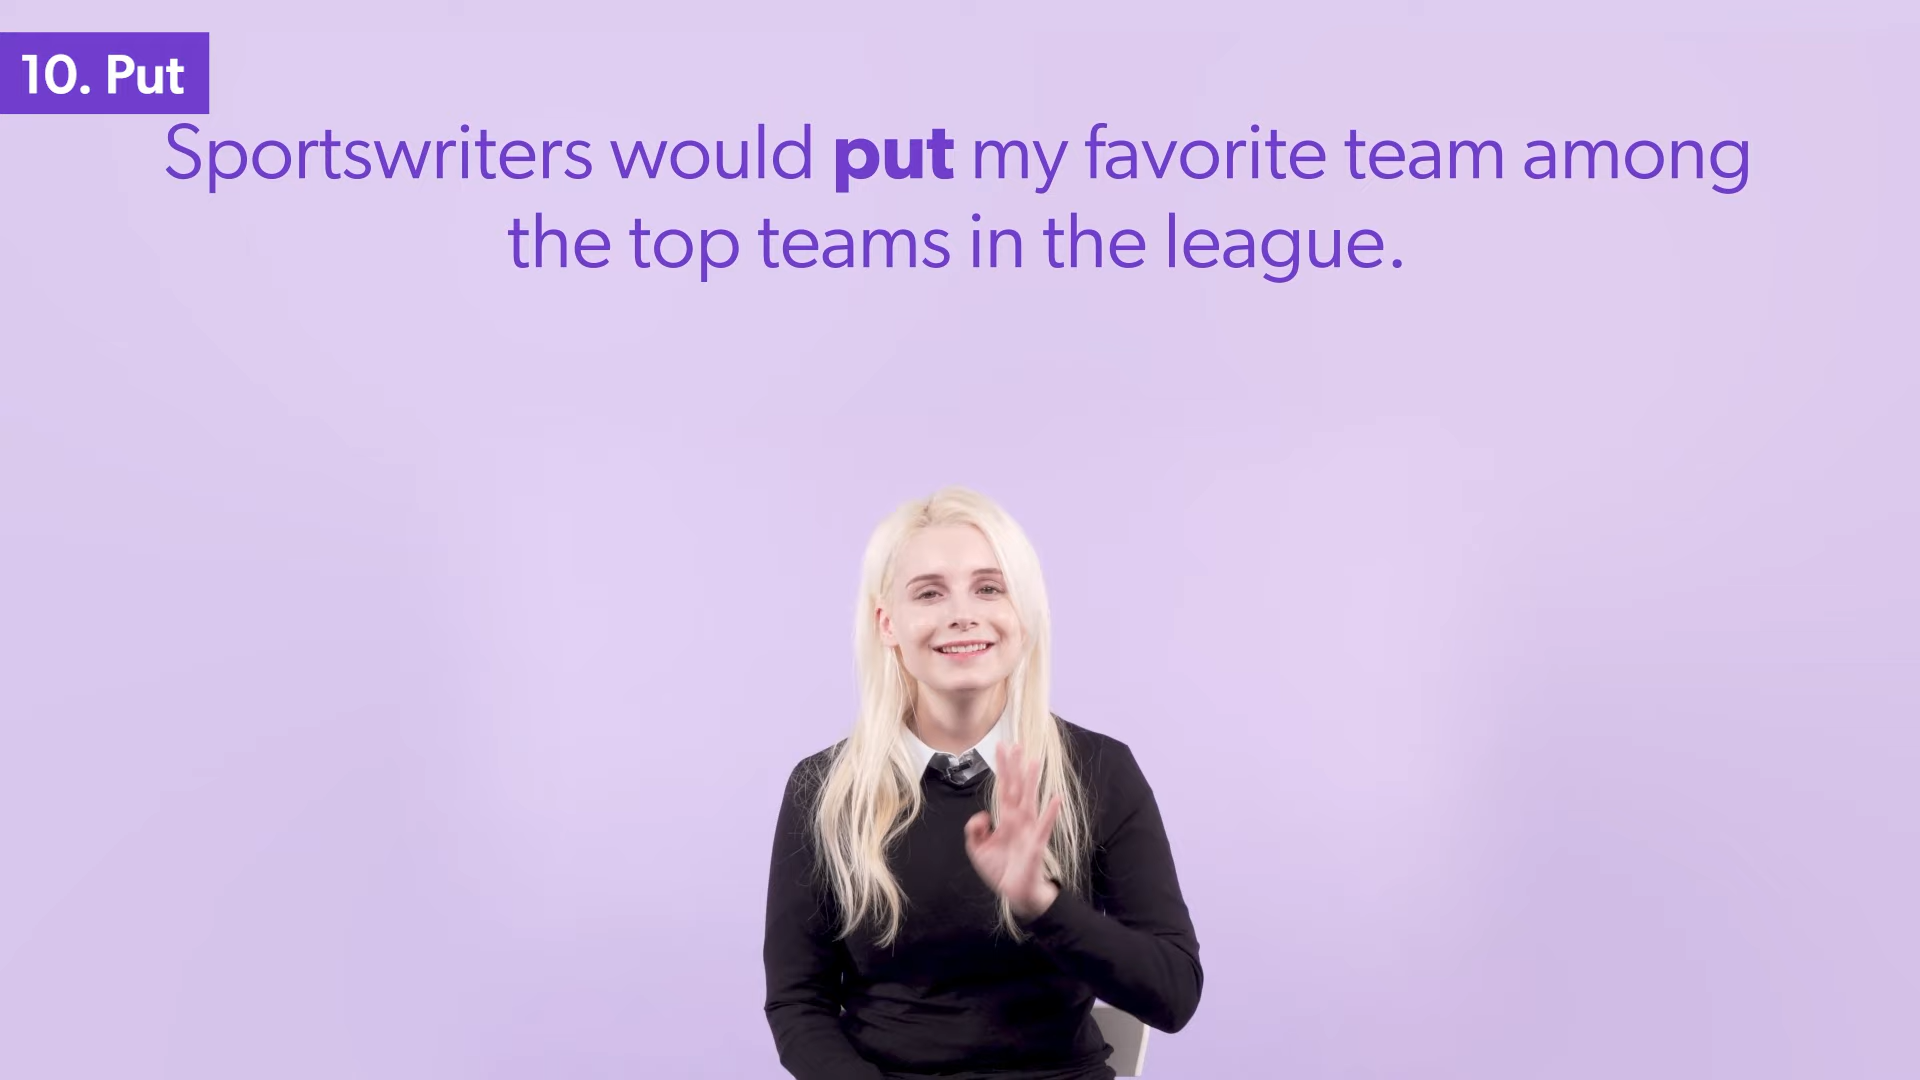 10. Put
Sportswriters would put my favorite team among
the top teams in the league.